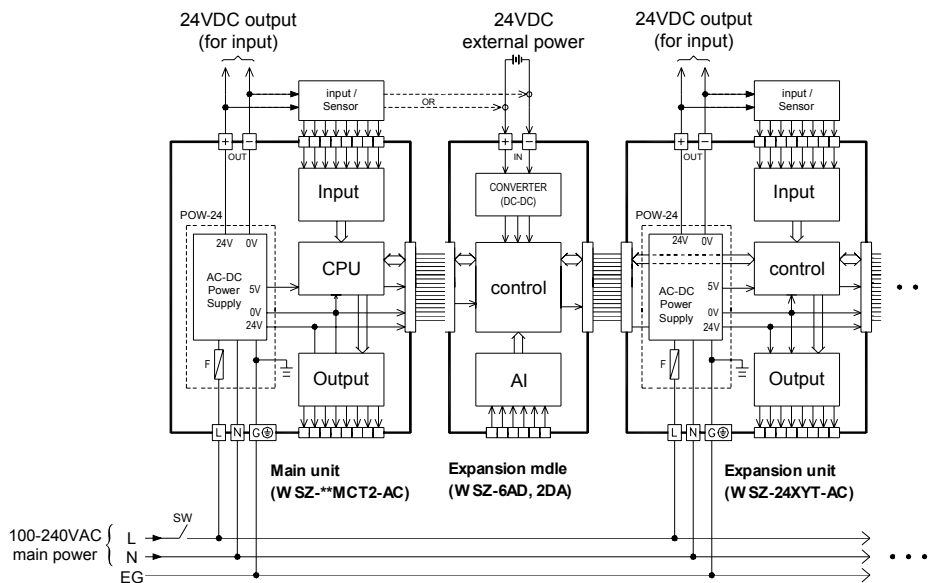 24VDC output
(for input)
24VDC
external power
24VDC output
(for input)
input /
Sensor
OR
input /
Sensor
+ −
OUT
+ −
IN
+ −
OUT
Input
CONVERTER
(DC-DC)
Input
POW-24
POW-24
24V 0V
24V 0V
AC-DC
Power
Supply
5V
0V
24V
CPU
control
AC-DC
Power
Supply
5V
0V
24V
control
• •
F
Output
AI
F
Output
L N G
L N G
Main unit
(WSZ-**MCT2-AC)
Expansion mdle
(WSZ-6AD, 2DA)
Expansion unit
(WSZ-24XYT-AC)
100-240VAC
main power
SW
L
N
EG
• • •